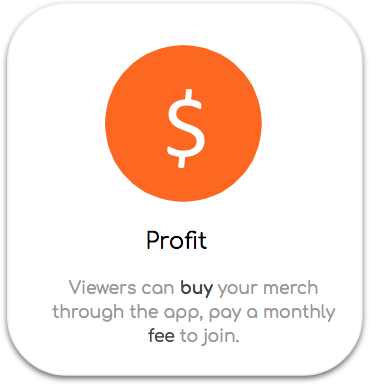 $
Profit
Viewers can buy your merch
through the app, pay a monthly
fee to join.